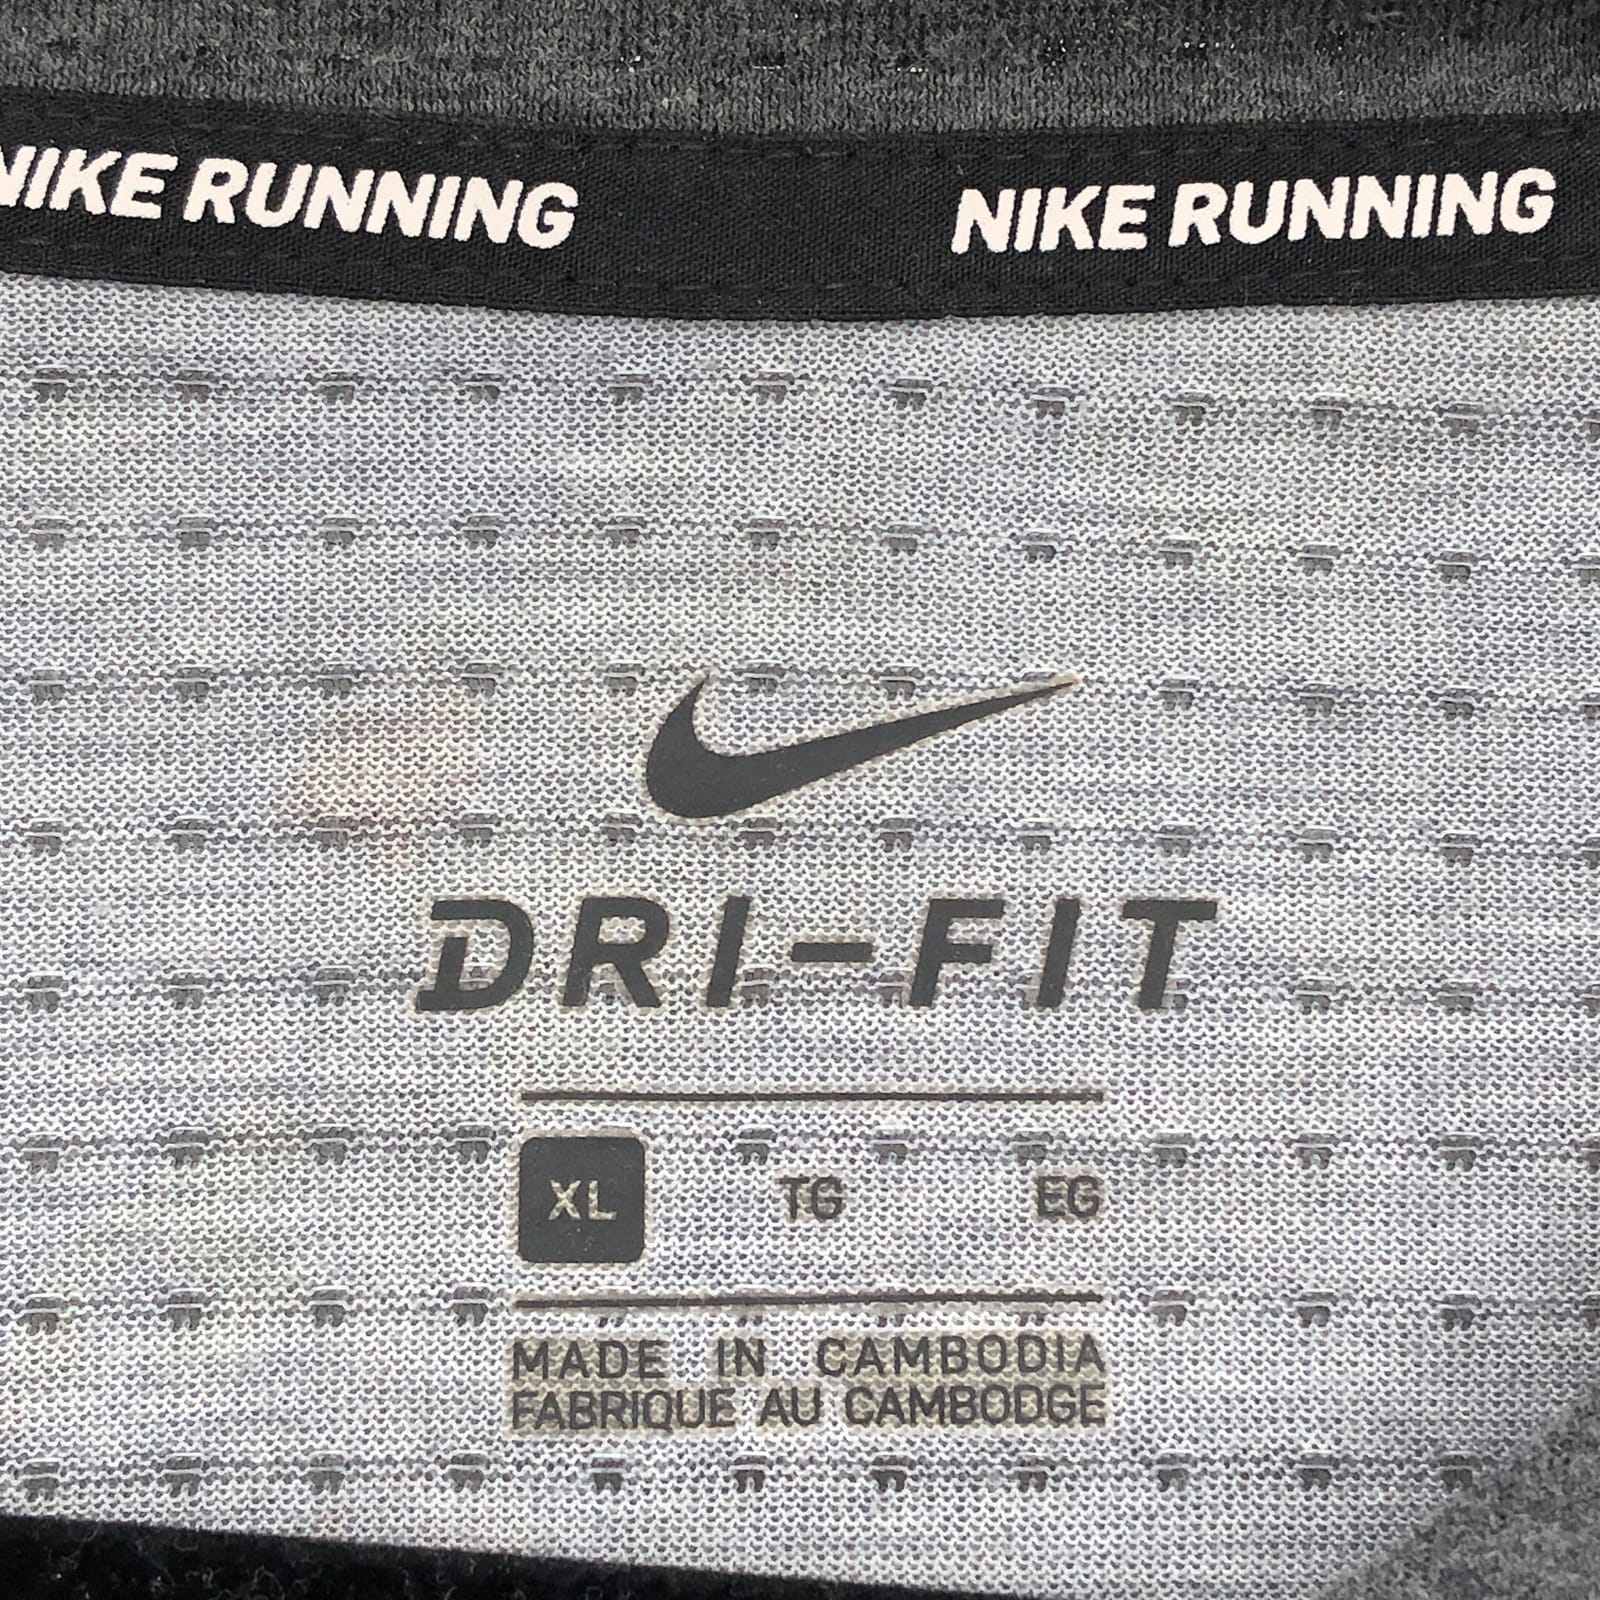 NIKE RUNNING NIKE RUNNING
DRI-FIT
XL TG EG
MADE IN CAMBODIA
FABRIQUE AU CAMBODGE